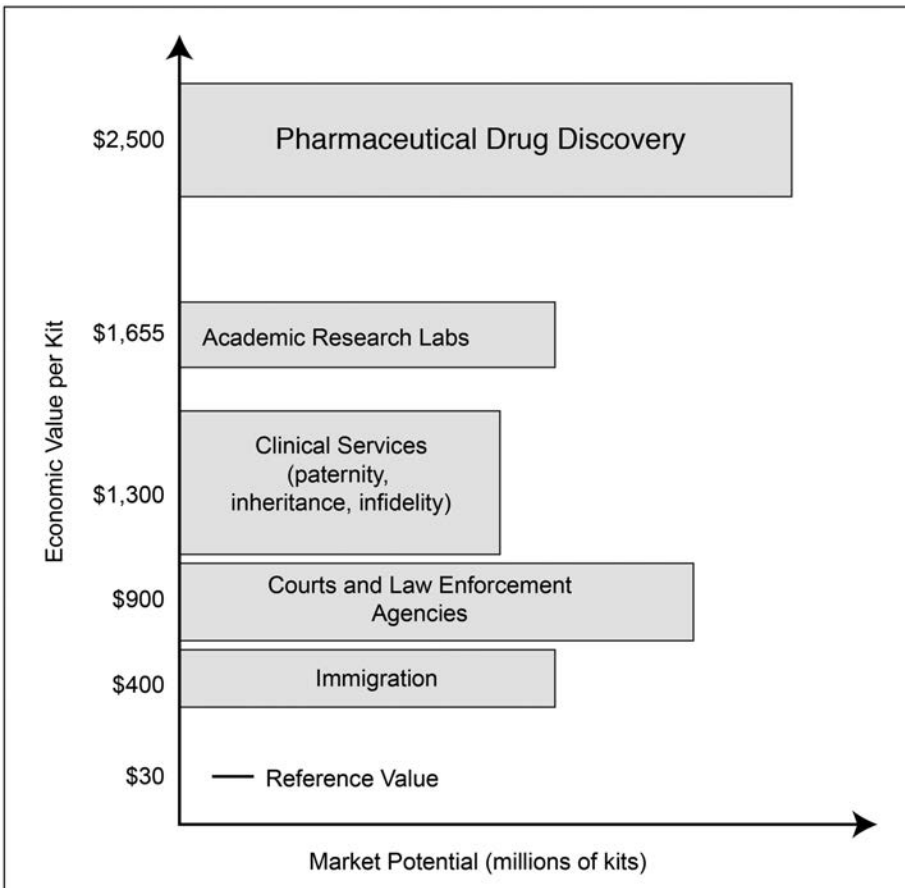 $2,500
Pharmaceutical Drug Discovery
$1,655
Academic Research Labs
Economic Value per Kit
$1,300
Clinical Services
(paternity,
inheritance, infidelity)
$900
Courts and Law Enforcement
Agencies
$400
Immigration
$30
Reference Value
Market Potential (millions of kits)